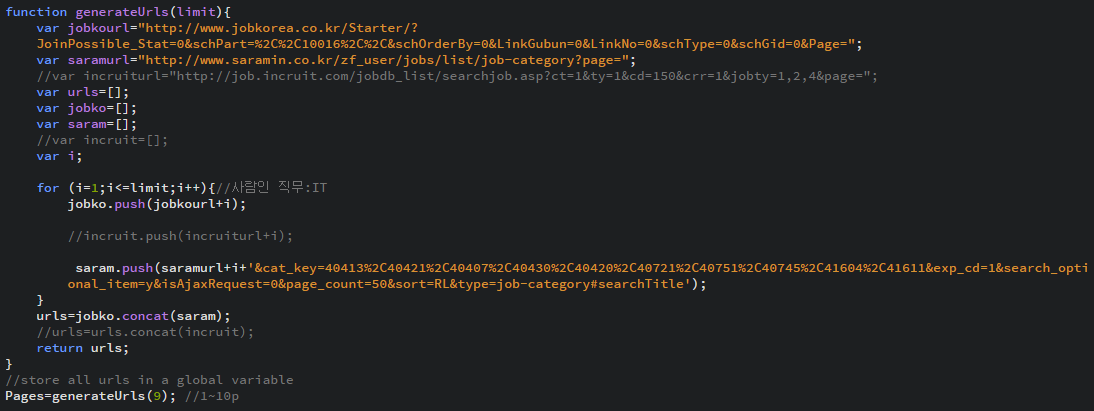 function generateUrls(limit){
    var jobkourl="http://www.jobkorea.co.kr/Starter/?
    JoinPossible_Stat=0&schPart=%2C%2C10016%2C%2C&schOrderBy=0&LinkGubun=0&LinkNo=0&schType=0&schGid=0&Page=";
    var saramurl="http://www.saramin.co.kr/zf_user/jobs/list/job-category?page=";
    //var incruiturl="http://job.incruit.com/jobdb_list/searchjob.asp?ct=1&ty=1&cd=150&crr=1&jobty=1,2,4&page=";
    var urls=[];
    var jobko=[];
    var saram=[];
    //var incruit=[];
    var i;
    for (i=1;i<=limit;i++){//사람인 직무:IT
        jobko.push(jobkourl+i);
        //incruit.push(incruiturl+i);
         saram.push(saramurl+i+'&cat_key=40413%2C40421%2C40407%2C40430%2C40420%2C40721%2C40751%2C40745%2C41604%2C41611&exp_cd=1&search_opti
        onal_item=y&isAjaxRequest=0&page_count=50&sort=RL&type=job-category#searchTitle');
    }
    urls=jobko.concat(saram);
    //urls=urls.concat(incruit);
    return urls;
}
//store all urls in a global variable
Pages=generateUrls(9); //1~10p